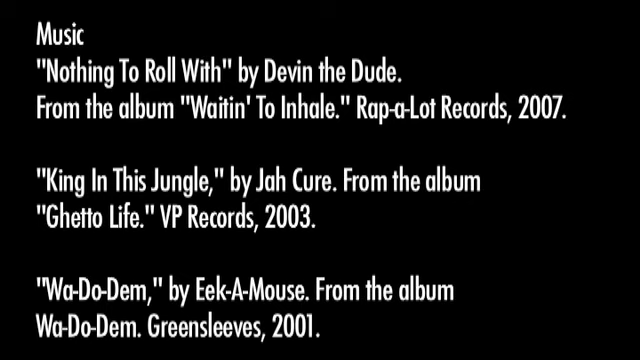 Music
"Nothing To Roll With" by Devin the Dude.
From the album "Waitin' To Inhale." Rap-a-Lot Records, 2007.
"King In This Jungle," by Jah Cure. From the album
"Ghetto Life." VP Records, 2003.
"Wa-Do-Dem," by Eek-A-Mouse. From the album
Wa-Do-Dem. Greensleeves, 2001.